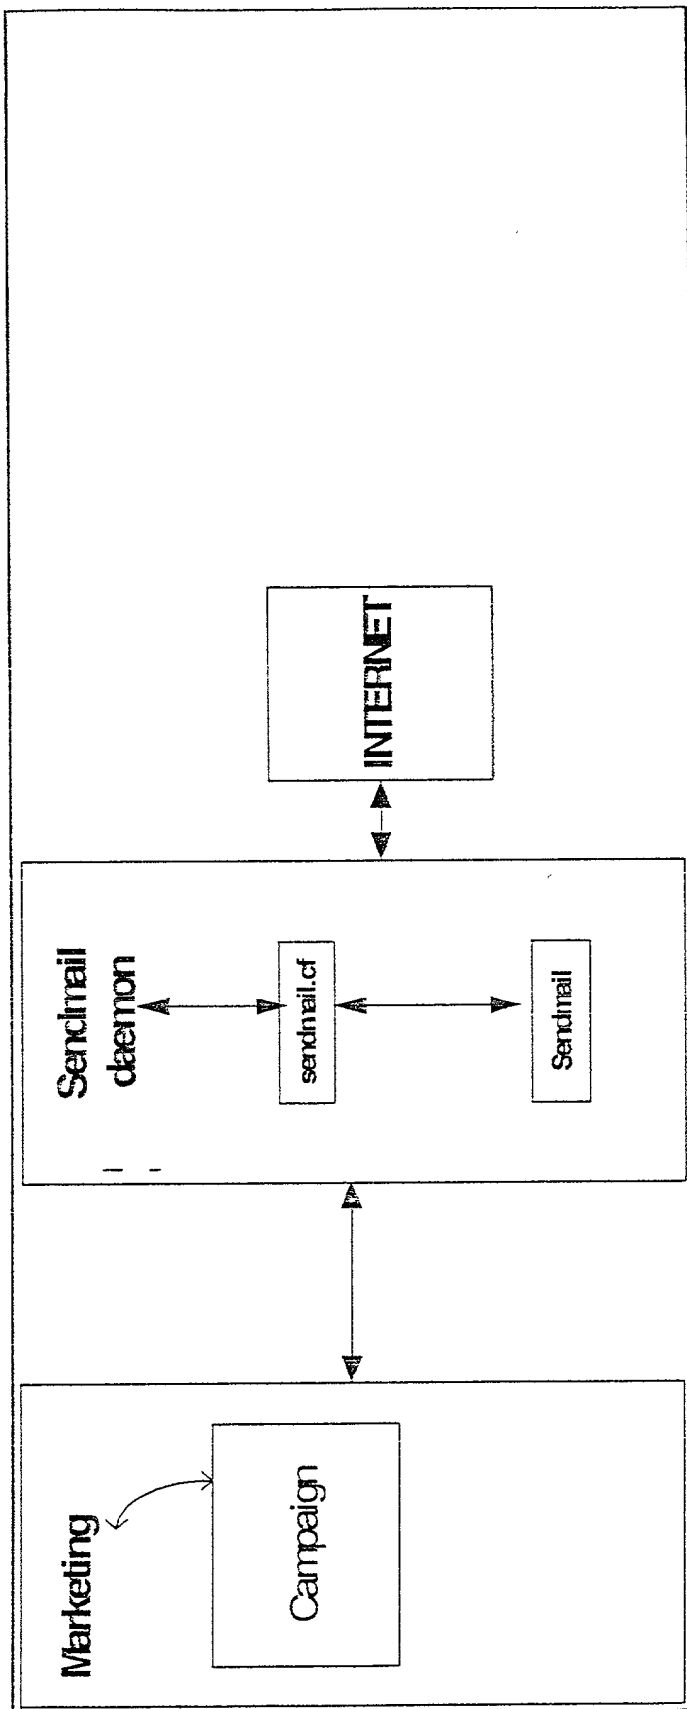 Marketing
Campaign
Sendmail
daemon
sendmail.cf
Sendmail
INTERNET